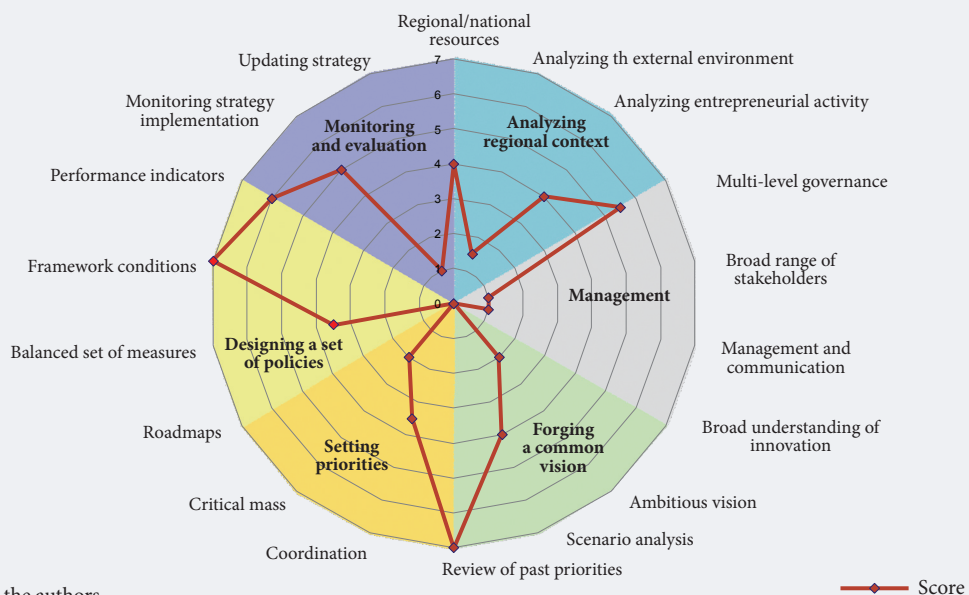 Regional/national
resources
Analyzing th external environment
Analyzing entrepreneurial activity
Multi-level governance
Broad range of
stakeholders
Management and
communication
Broad understanding of
innovation
Ambitious vision
Scenario analysis
Review of past priorities
Coordination
Critical mass
Roadmaps
Balanced set of measures
Framework conditions
Performance indicators
Monitoring strategy
implementation
Updating strategy
7
6
5
4
3
2
1
0
Monitoring
and evaluation
Analyzing
regional context
Management
Forging
a common
vision
Setting
priorities
Designing a set
of policies
the authors
Score